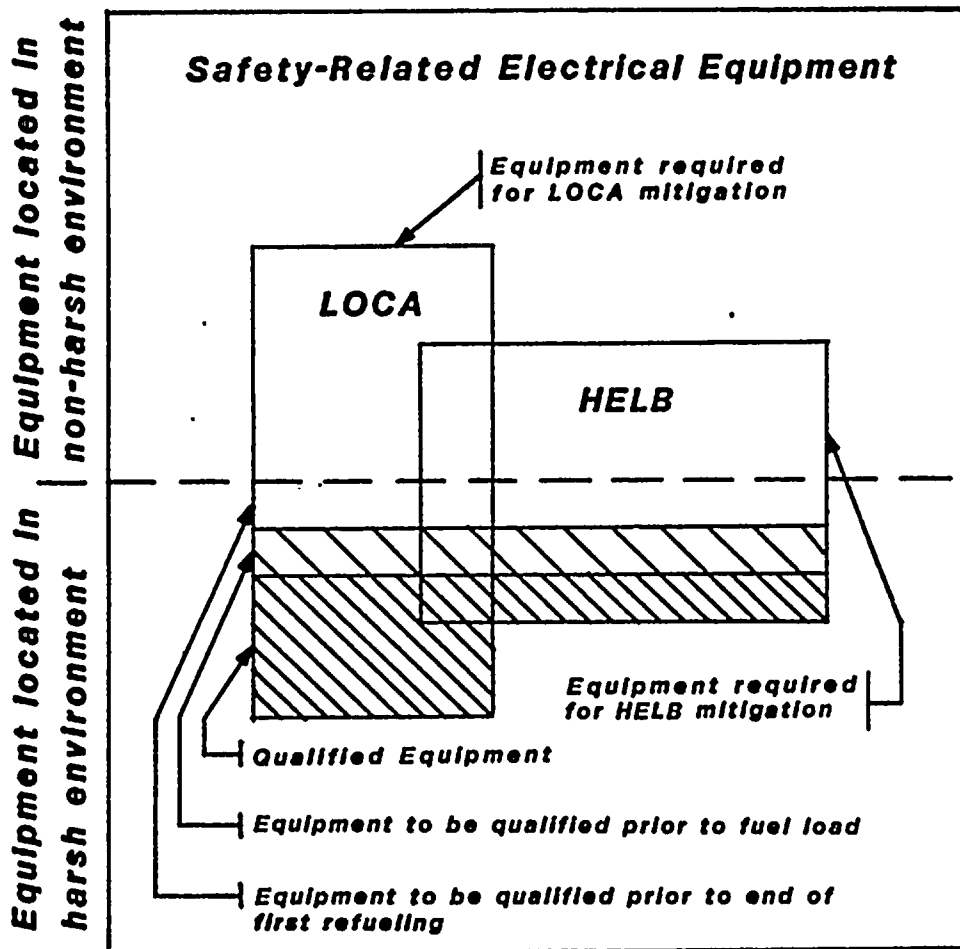 Safety-Related Electrical Equipment
Equipment located in
non-harsh environment
Equipment required
for LOCA mitigation
LOCA
HELB
Equipment located in
harsh environment
Equipment required
for HELB mitigation
Qualified Equipment
Equipment to be qualified prior to fuel load
Equipment to be qualified prior to end of
first refueling